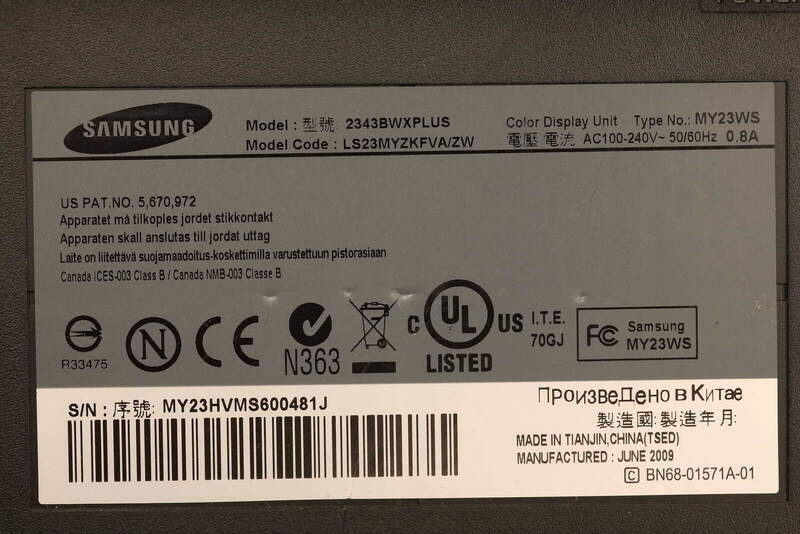 SAMSUNG
Model : 型號: 2343BWXPLUS
Model Code : LS23MYZKFVA/ZW
Color Display Unit Type No.: MY23WS
電壓 電流 AC100-240V~ 50/60Hz 0.8A
US PAT.NO. 5,670,972
Apparatet må tilkoples jordet stikkontakt
Apparaten skall anslutas till jordat uttag
Laite on liitettävä suojamaadoitus-koskettimilla varustettuun pistorasiaan
Canada ICES-003 Class B / Canada NMB-003 Classe B
R33475
N
CE
N363
c UL US
LISTED
I.T.E.
70GJ
FC Samsung
MY23WS
S/N : 序號: MY23HVMS600481J
ПроизвеДено в Китае
製造國: 製造年月:
MADE IN TIANJIN,CHINA(TSED)
MANUFACTURED : JUNE 2009
C BN68-01571A-01